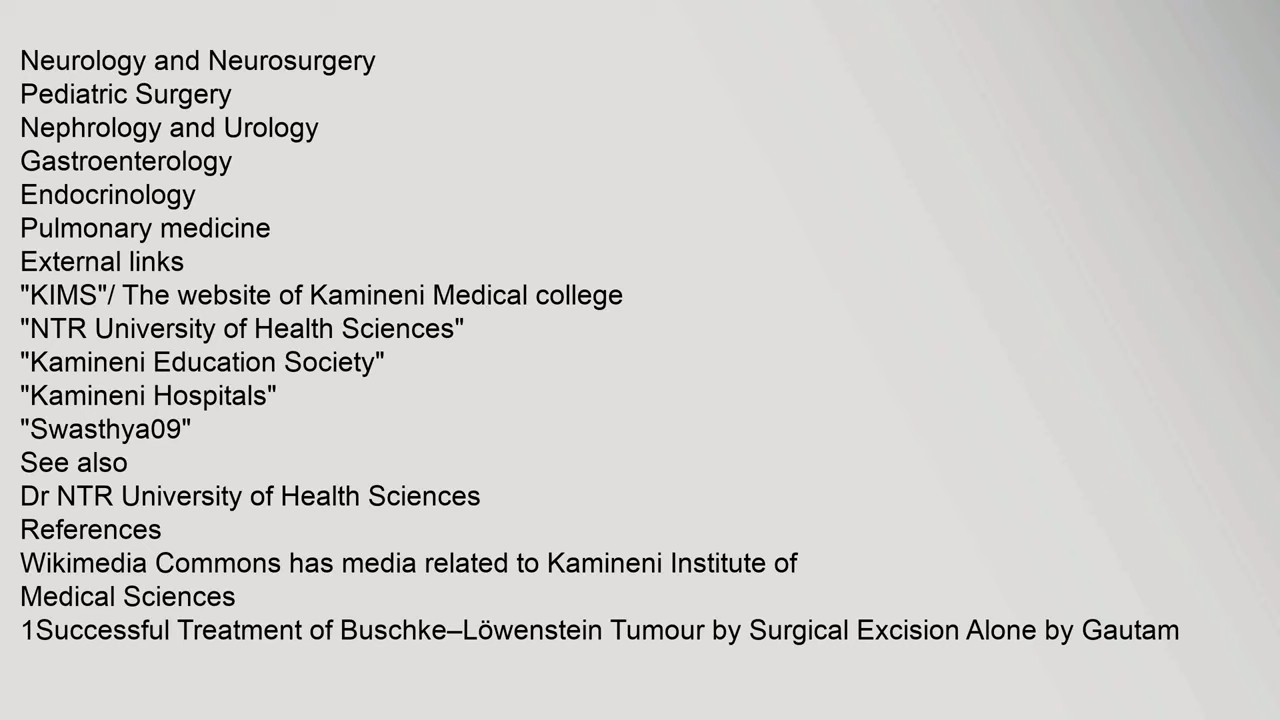 Neurology and Neurosurgery
Pediatric Surgery
Nephrology and Urology
Gastroenterology
Endocrinology
Pulmonary medicine
External links
"KIMS"/ The website of Kamineni Medical college
"NTR University of Health Sciences"
"Kamineni Education Society"
"Kamineni Hospitals"
"Swasthya09"
See also
Dr NTR University of Health Sciences
References
Wikimedia Commons has media related to Kamineni Institute of
Medical Sciences
1Successful Treatment of Buschke–Löwenstein Tumour by Surgical Excision Alone by Gautam